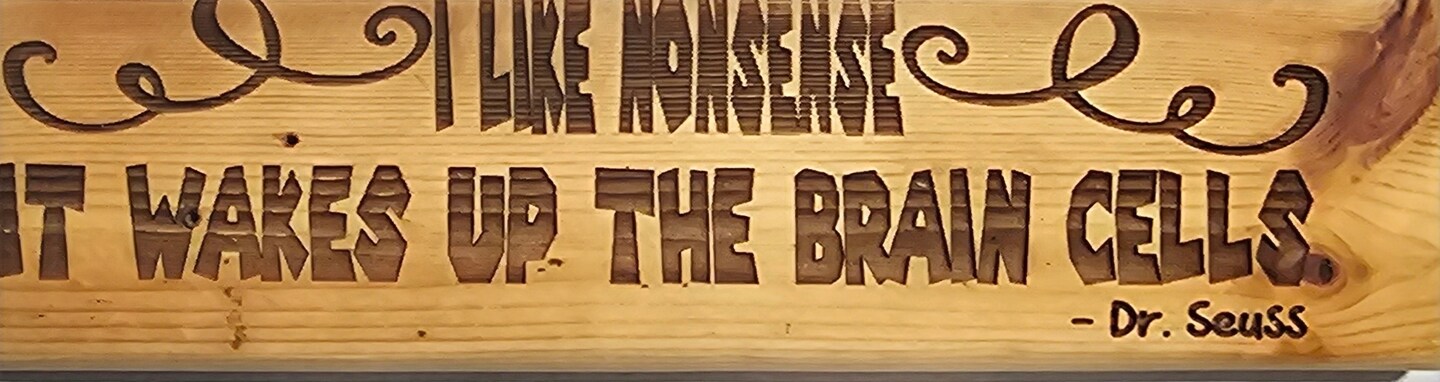 I LIKE NONSENSE
IT WAKES UP THE BRAIN CELLS.
- Dr. Seuss